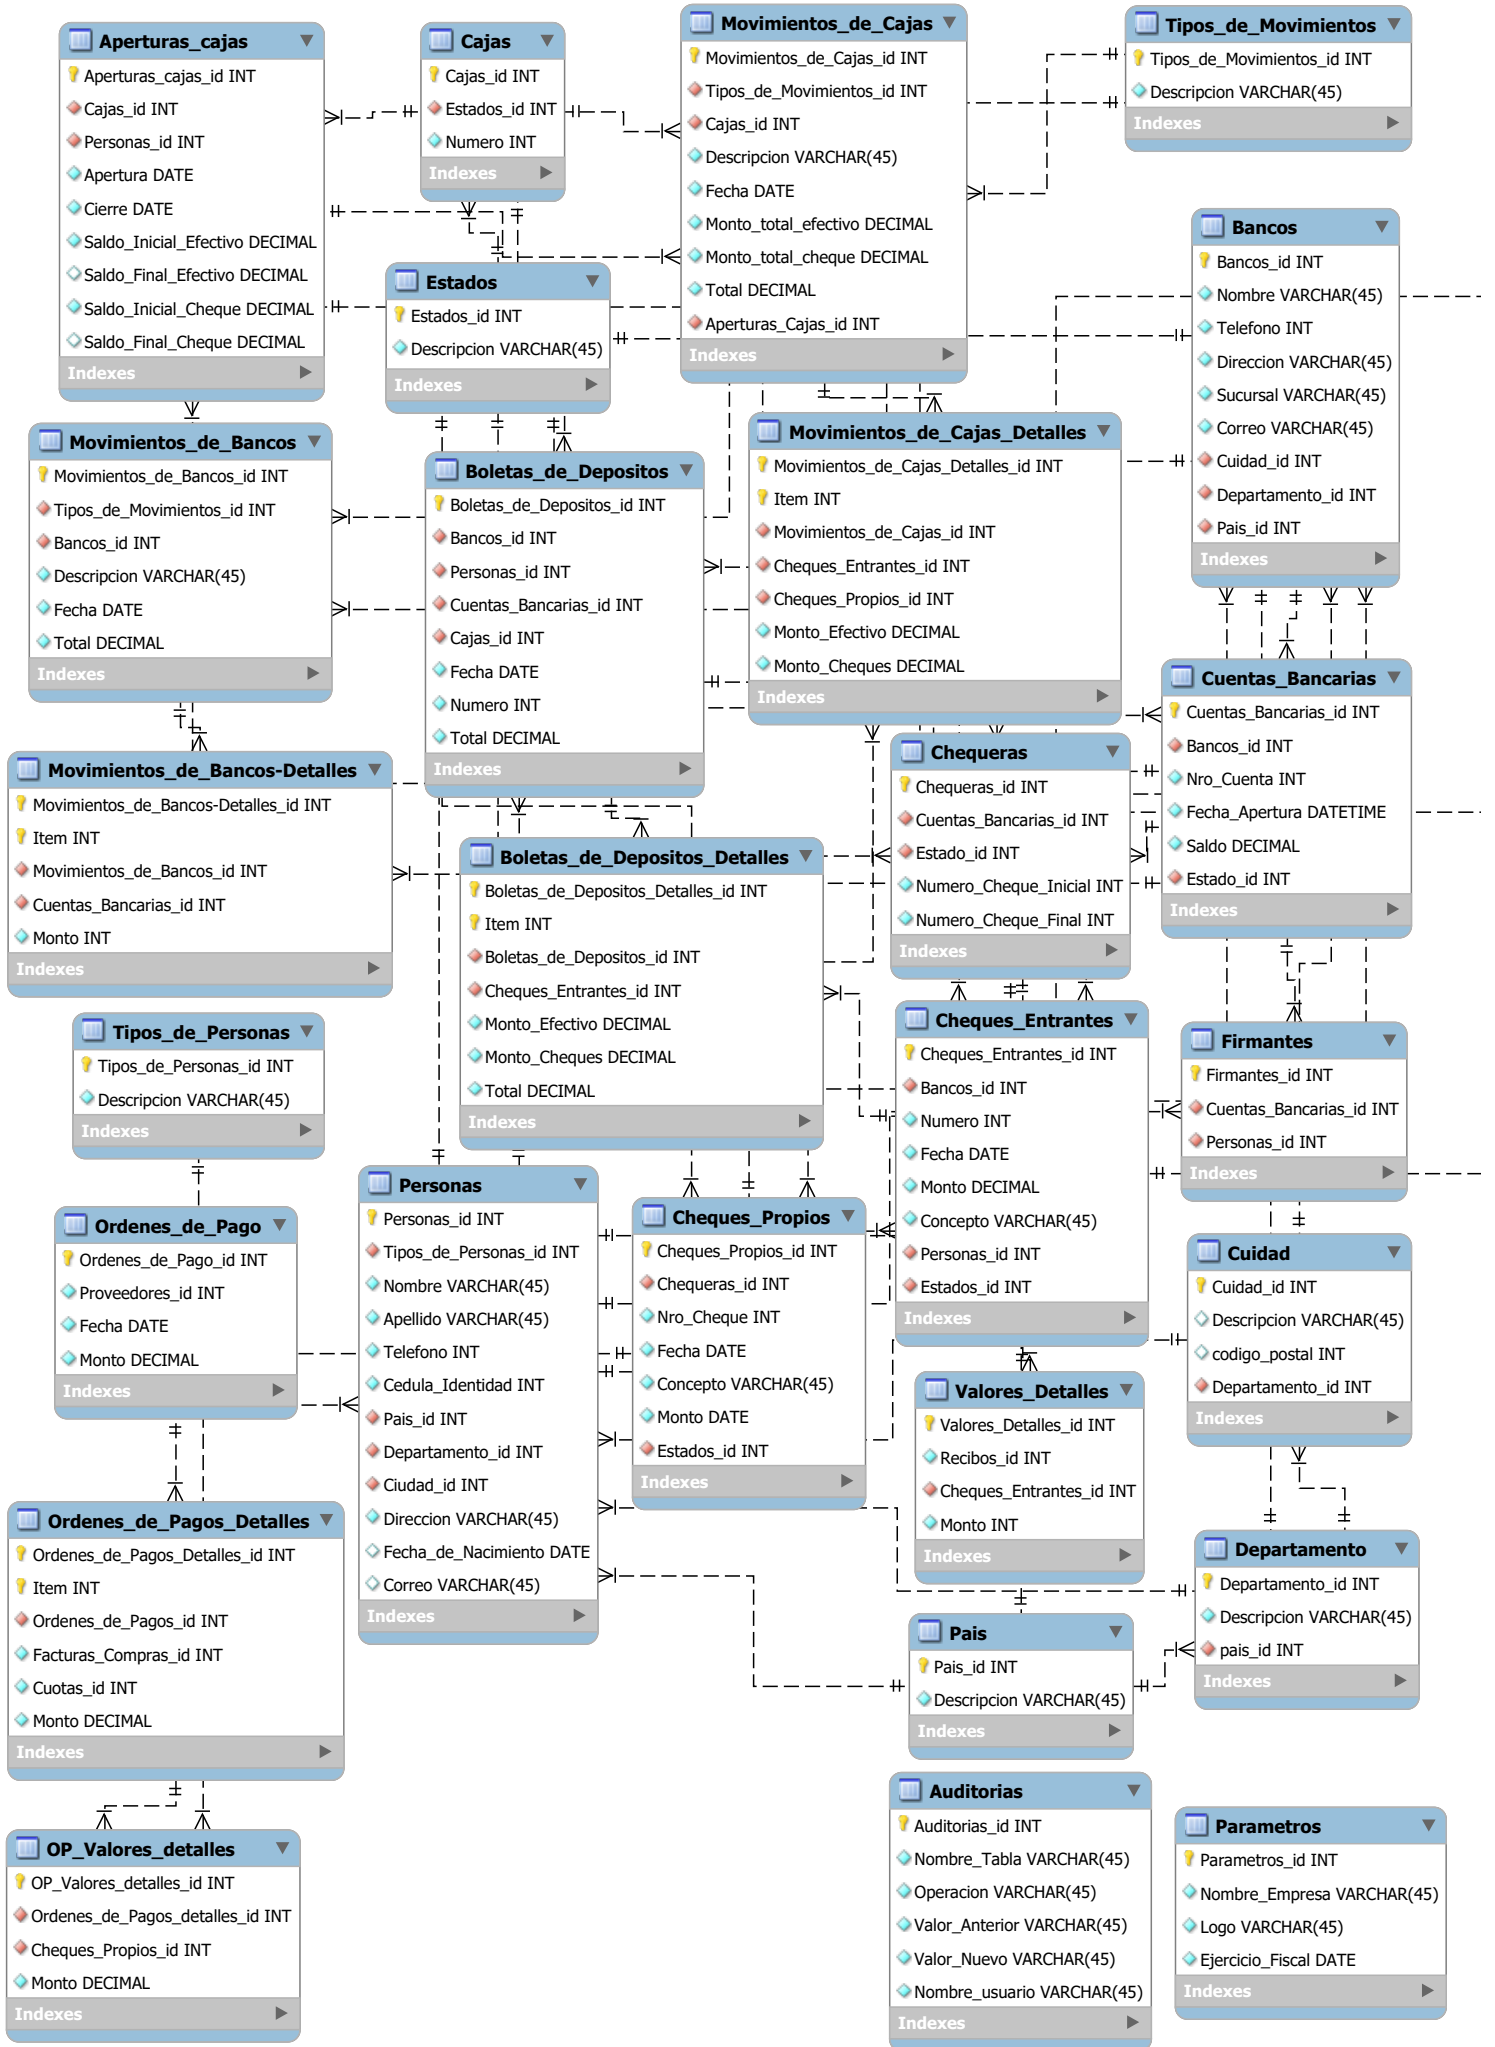 Aperturas_cajas
Aperturas_cajas_id INT
Cajas_id INT
Personas_id INT
Apertura DATE
Cierre DATE
Saldo_Inicial_Efectivo DECIMAL
Saldo_Final_Efectivo DECIMAL
Saldo_Inicial_Cheque DECIMAL
Saldo_Final_Cheque DECIMAL
Indexes
Cajas
Cajas_id INT
Estados_id INT
Numero INT
Indexes
Movimientos_de_Cajas
Movimientos_de_Cajas_id INT
Tipos_de_Movimientos_id INT
Cajas_id INT
Descripcion VARCHAR(45)
Fecha DATE
Monto_total_efectivo DECIMAL
Monto_total_cheque DECIMAL
Total DECIMAL
Aperturas_Cajas_id INT
Indexes
Tipos_de_Movimientos
Tipos_de_Movimientos_id INT
Descripcion VARCHAR(45)
Indexes
Bancos
Bancos_id INT
Nombre VARCHAR(45)
Telefono INT
Direccion VARCHAR(45)
Sucursal VARCHAR(45)
Correo VARCHAR(45)
Cuidad_id INT
Departamento_id INT
Pais_id INT
Indexes
Estados
Estados_id INT
Descripcion VARCHAR(45)
Indexes
Movimientos_de_Bancos
Movimientos_de_Bancos_id INT
Tipos_de_Movimientos_id INT
Bancos_id INT
Descripcion VARCHAR(45)
Fecha DATE
Total DECIMAL
Indexes
Boletas_de_Depositos
Boletas_de_Depositos_id INT
Bancos_id INT
Personas_id INT
Cuentas_Bancarias_id INT
Cajas_id INT
Fecha DATE
Numero INT
Total DECIMAL
Indexes
Movimientos_de_Cajas_Detalles
Movimientos_de_Cajas_Detalles_id INT
Item INT
Movimientos_de_Cajas_id INT
Cheques_Entrantes_id INT
Cheques_Propios_id INT
Monto_Efectivo DECIMAL
Monto_Cheques DECIMAL
Indexes
Cuentas_Bancarias
Cuentas_Bancarias_id INT
Bancos_id INT
Nro_Cuenta INT
Fecha_Apertura DATETIME
Saldo DECIMAL
Estado_id INT
Indexes
Movimientos_de_Bancos-Detalles
Movimientos_de_Bancos-Detalles_id INT
Item INT
Movimientos_de_Bancos_id INT
Cuentas_Bancarias_id INT
Monto INT
Indexes
Chequeras
Chequeras_id INT
Cuentas_Bancarias_id INT
Estado_id INT
Numero_Cheque_Inicial INT
Numero_Cheque_Final INT
Indexes
Boletas_de_Depositos_Detalles
Boletas_de_Depositos_Detalles_id INT
Item INT
Boletas_de_Depositos_id INT
Cheques_Entrantes_id INT
Monto_Efectivo DECIMAL
Monto_Cheques DECIMAL
Total DECIMAL
Indexes
Tipos_de_Personas
Tipos_de_Personas_id INT
Descripcion VARCHAR(45)
Indexes
Cheques_Entrantes
Cheques_Entrantes_id INT
Bancos_id INT
Numero INT
Fecha DATE
Monto DECIMAL
Concepto VARCHAR(45)
Personas_id INT
Estados_id INT
Indexes
Firmantes
Firmantes_id INT
Cuentas_Bancarias_id INT
Personas_id INT
Indexes
Personas
Personas_id INT
Tipos_de_Personas_id INT
Nombre VARCHAR(45)
Apellido VARCHAR(45)
Telefono INT
Cedula_Identidad INT
Pais_id INT
Departamento_id INT
Ciudad_id INT
Direccion VARCHAR(45)
Fecha_de_Nacimiento DATE
Correo VARCHAR(45)
Indexes
Ordenes_de_Pago
Ordenes_de_Pago_id INT
Proveedores_id INT
Fecha DATE
Monto DECIMAL
Indexes
Cheques_Propios
Cheques_Propios_id INT
Chequeras_id INT
Nro_Cheque INT
Fecha DATE
Concepto VARCHAR(45)
Monto DATE
Estados_id INT
Indexes
Cuidad
Cuidad_id INT
Descripcion VARCHAR(45)
codigo_postal INT
Departamento_id INT
Indexes
Valores_Detalles
Valores_Detalles_id INT
Recibos_id INT
Cheques_Entrantes_id INT
Monto INT
Indexes
Ordenes_de_Pagos_Detalles
Ordenes_de_Pagos_Detalles_id INT
Item INT
Ordenes_de_Pagos_id INT
Facturas_Compras_id INT
Cuotas_id INT
Monto DECIMAL
Indexes
Departamento
Departamento_id INT
Descripcion VARCHAR(45)
pais_id INT
Indexes
Pais
Pais_id INT
Descripcion VARCHAR(45)
Indexes
OP_Valores_detalles
OP_Valores_detalles_id INT
Ordenes_de_Pagos_detalles_id INT
Cheques_Propios_id INT
Monto DECIMAL
Indexes
Auditorias
Auditorias_id INT
Nombre_Tabla VARCHAR(45)
Operacion VARCHAR(45)
Valor_Anterior VARCHAR(45)
Valor_Nuevo VARCHAR(45)
Nombre_usuario VARCHAR(45)
Indexes
Parametros
Parametros_id INT
Nombre_Empresa VARCHAR(45)
Logo VARCHAR(45)
Ejercicio_Fiscal DATE
Indexes